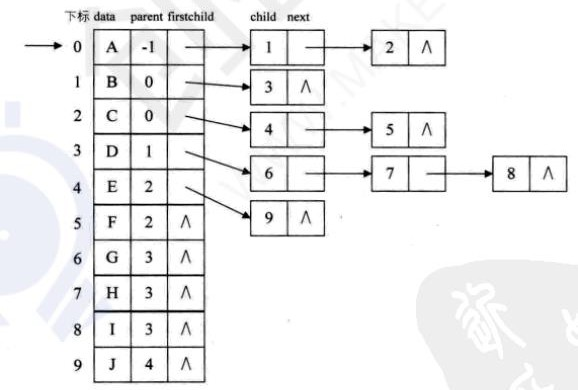 下标 data parent firstchild child next
0 A -1 1 2 Λ
1 B 0 3 Λ
2 C 0 4 5 Λ
3 D 1 6 7 8 Λ
4 E 2 9 Λ
5 F 2 Λ
6 G 3 Λ
7 H 3 Λ
8 I 3 Λ
9 J 4 Λ